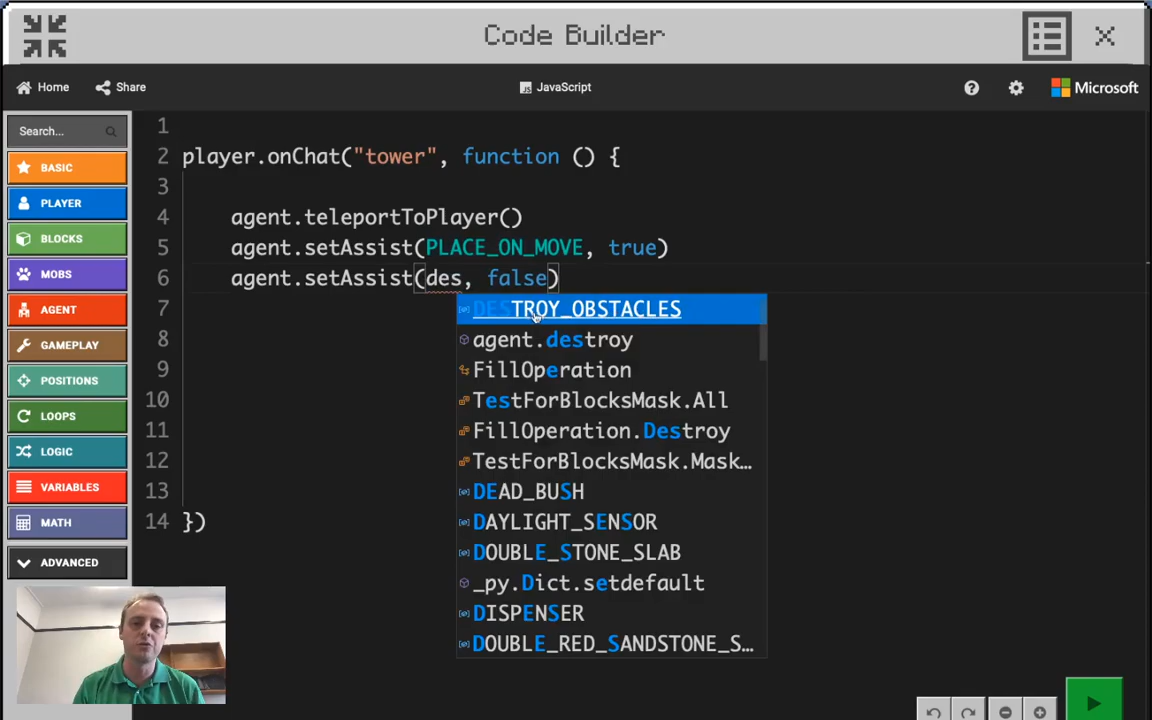 Code Builder
Home
Share
JavaScript
Microsoft
Search...
BASIC
PLAYER
BLOCKS
MOBS
AGENT
GAMEPLAY
POSITIONS
LOOPS
LOGIC
VARIABLES
MATH
ADVANCED
1
2 player.onChat("tower", function () {
3
4 agent.teleportToPlayer()
5 agent.setAssist(PLACE_ON_MOVE, true)
6 agent.setAssist(des, false)
7
8
9
10
11
12
13
14 })
DESTROY_OBSTACLES
agent.destroy
FillOperation
TestForBlocksMask.All
FillOperation.Destroy
TestForBlocksMask.Mask…
DEAD_BUSH
DAYLIGHT_SENSOR
DOUBLE_STONE_SLAB
_py.Dict.setdefault
DISPENSER
DOUBLE_RED_SANDSTONE_S…